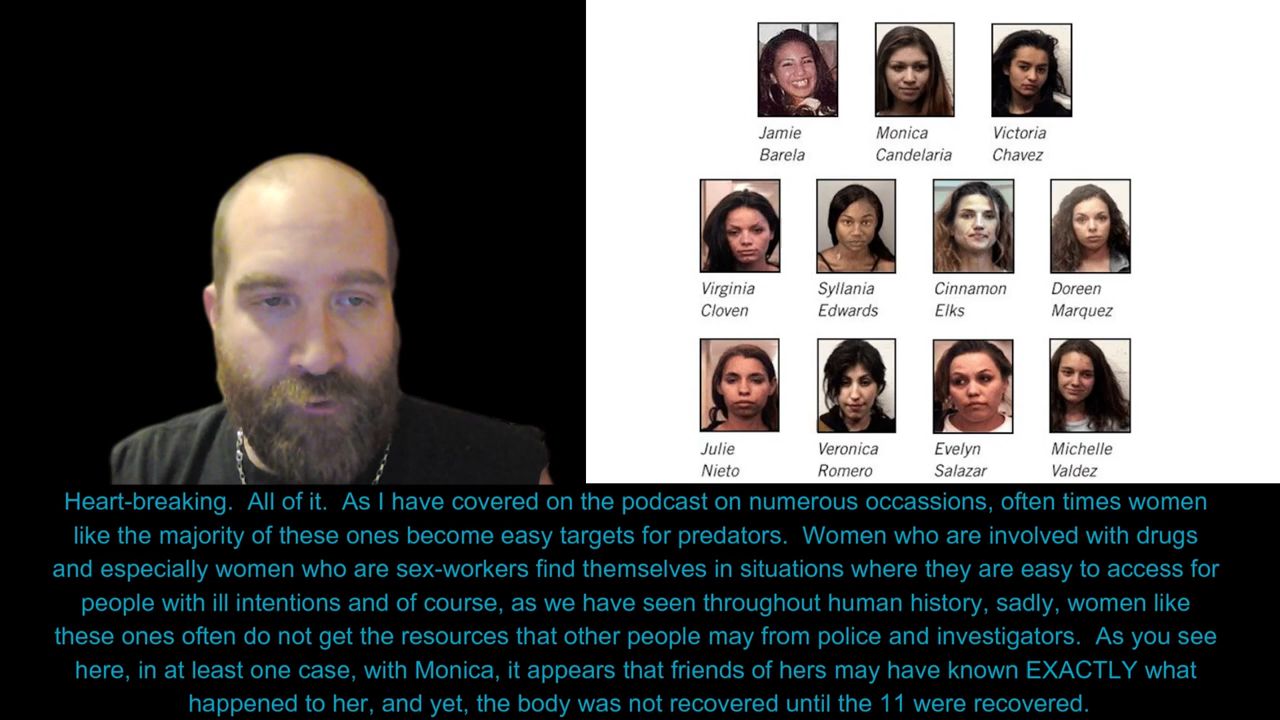 Jamie Barela
Monica Candelaria
Victoria Chavez
Virginia Cloven
Syllania Edwards
Cinnamon Elks
Doreen Marquez
Julie Nieto
Veronica Romero
Evelyn Salazar
Michelle Valdez
Heart-breaking.  All of it.  As I have covered on the podcast on numerous occassions, often times women
like the majority of these ones become easy targets for predators.  Women who are involved with drugs
and especially women who are sex-workers find themselves in situations where they are easy to access for
people with ill intentions and of course, as we have seen throughout human history, sadly, women like
these ones often do not get the resources that other people may from police and investigators.  As you see
here, in at least one case, with Monica, it appears that friends of hers may have known EXACTLY what
happened to her, and yet, the body was not recovered until the 11 were recovered.